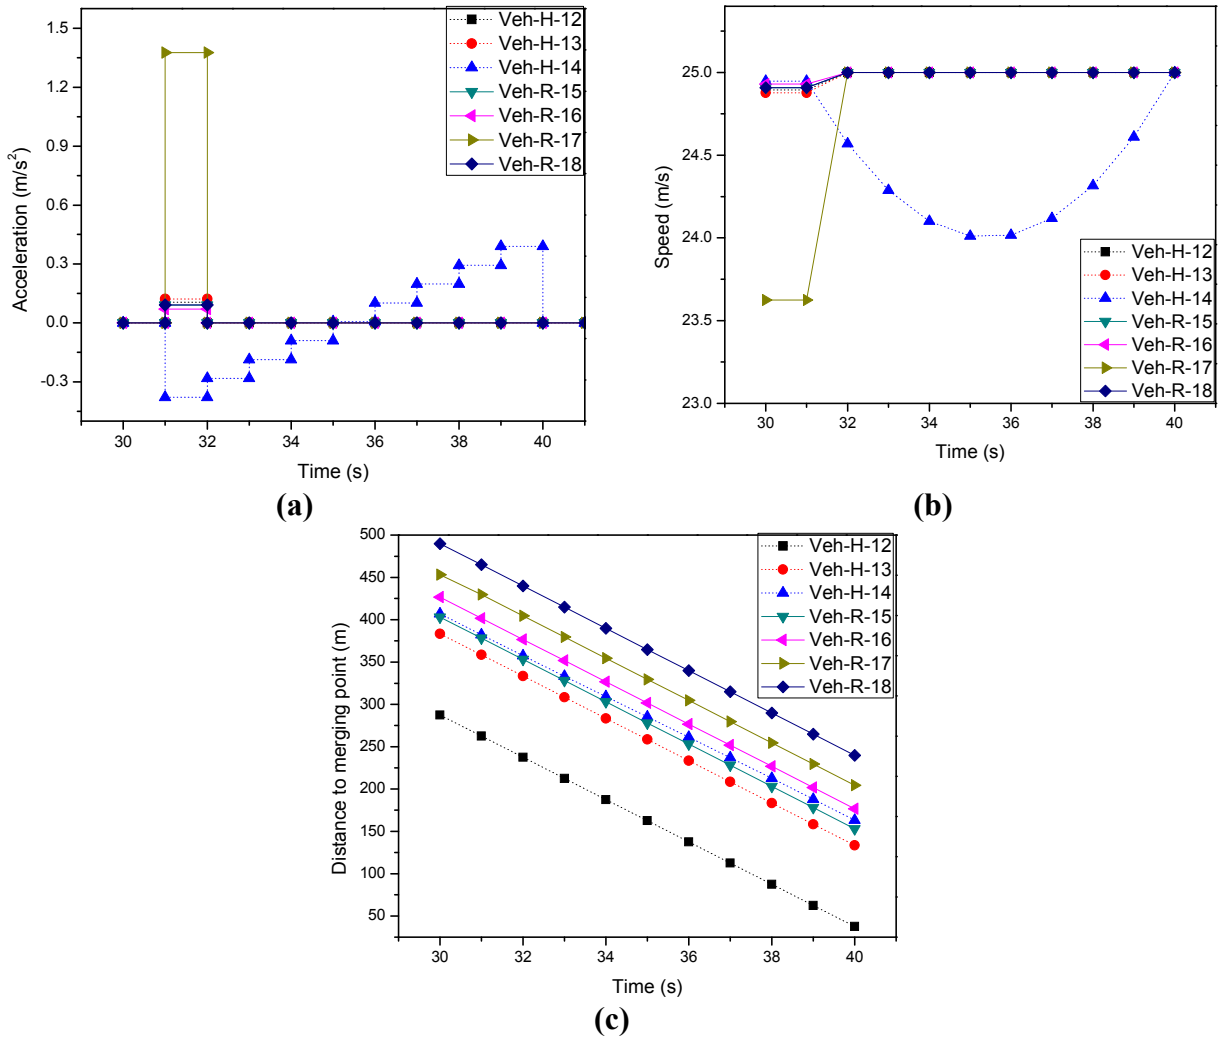 1.5
1.2
0.9
0.6
0.3
0.0
-0.3
Acceleration (m/s²)
30 32 34 36 38 40
Time (s)
Veh-H-12
Veh-H-13
Veh-H-14
Veh-R-15
Veh-R-16
Veh-R-17
Veh-R-18
(a)
25.0
24.5
24.0
23.5
23.0
Speed (m/s)
30 32 34 36 38 40
Time (s)
Veh-H-12
Veh-H-13
Veh-H-14
Veh-R-15
Veh-R-16
Veh-R-17
Veh-R-18
(b)
500
450
400
350
300
250
200
150
100
50
Distance to merging point (m)
30 32 34 36 38 40
Time (s)
Veh-H-12
Veh-H-13
Veh-H-14
Veh-R-15
Veh-R-16
Veh-R-17
Veh-R-18
(c)